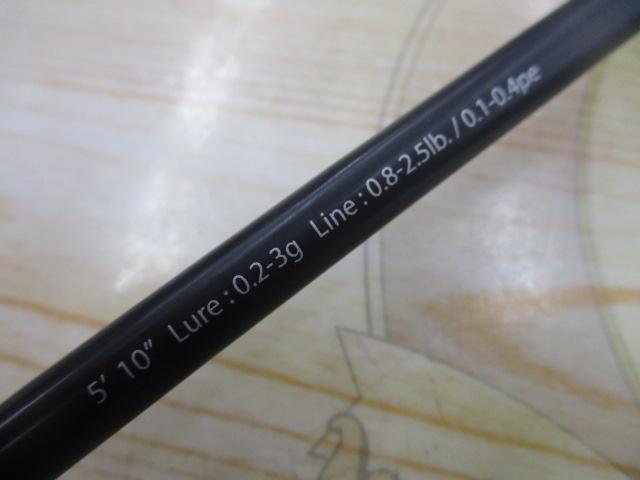 5' 10" Lure : 0.2-3g Line : 0.8-2.5lb. / 0.1-0.4pe